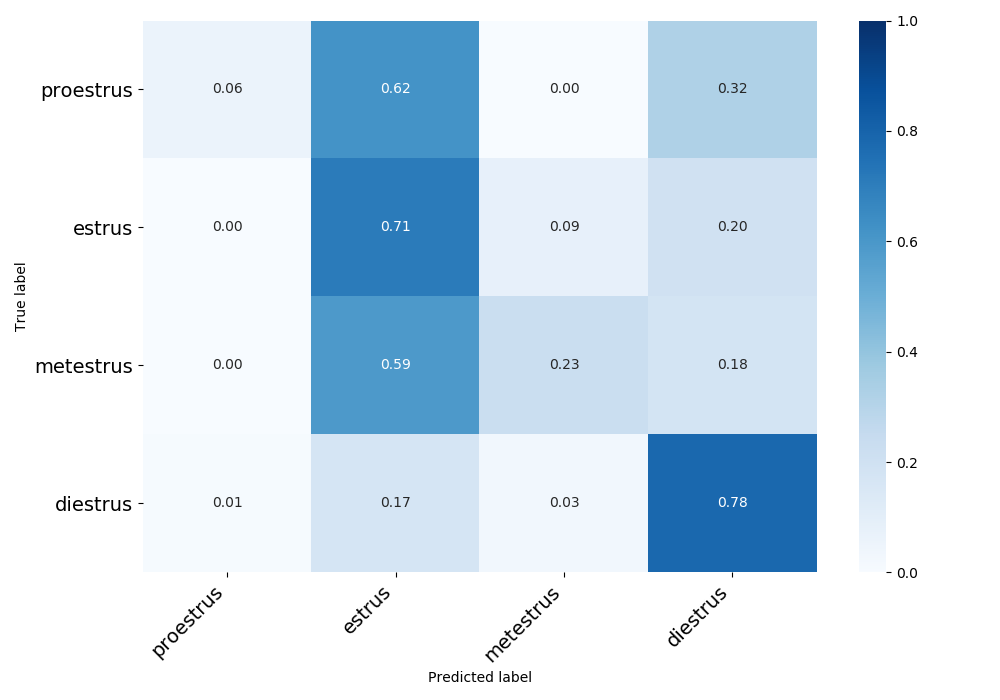 proestrus 0.06 0.62 0.00 0.32
estrus 0.00 0.71 0.09 0.20
metestrus 0.00 0.59 0.23 0.18
diestrus 0.01 0.17 0.03 0.78
True label
proestrus estrus metestrus diestrus
Predicted label
1.0
0.8
0.6
0.4
0.2
0.0